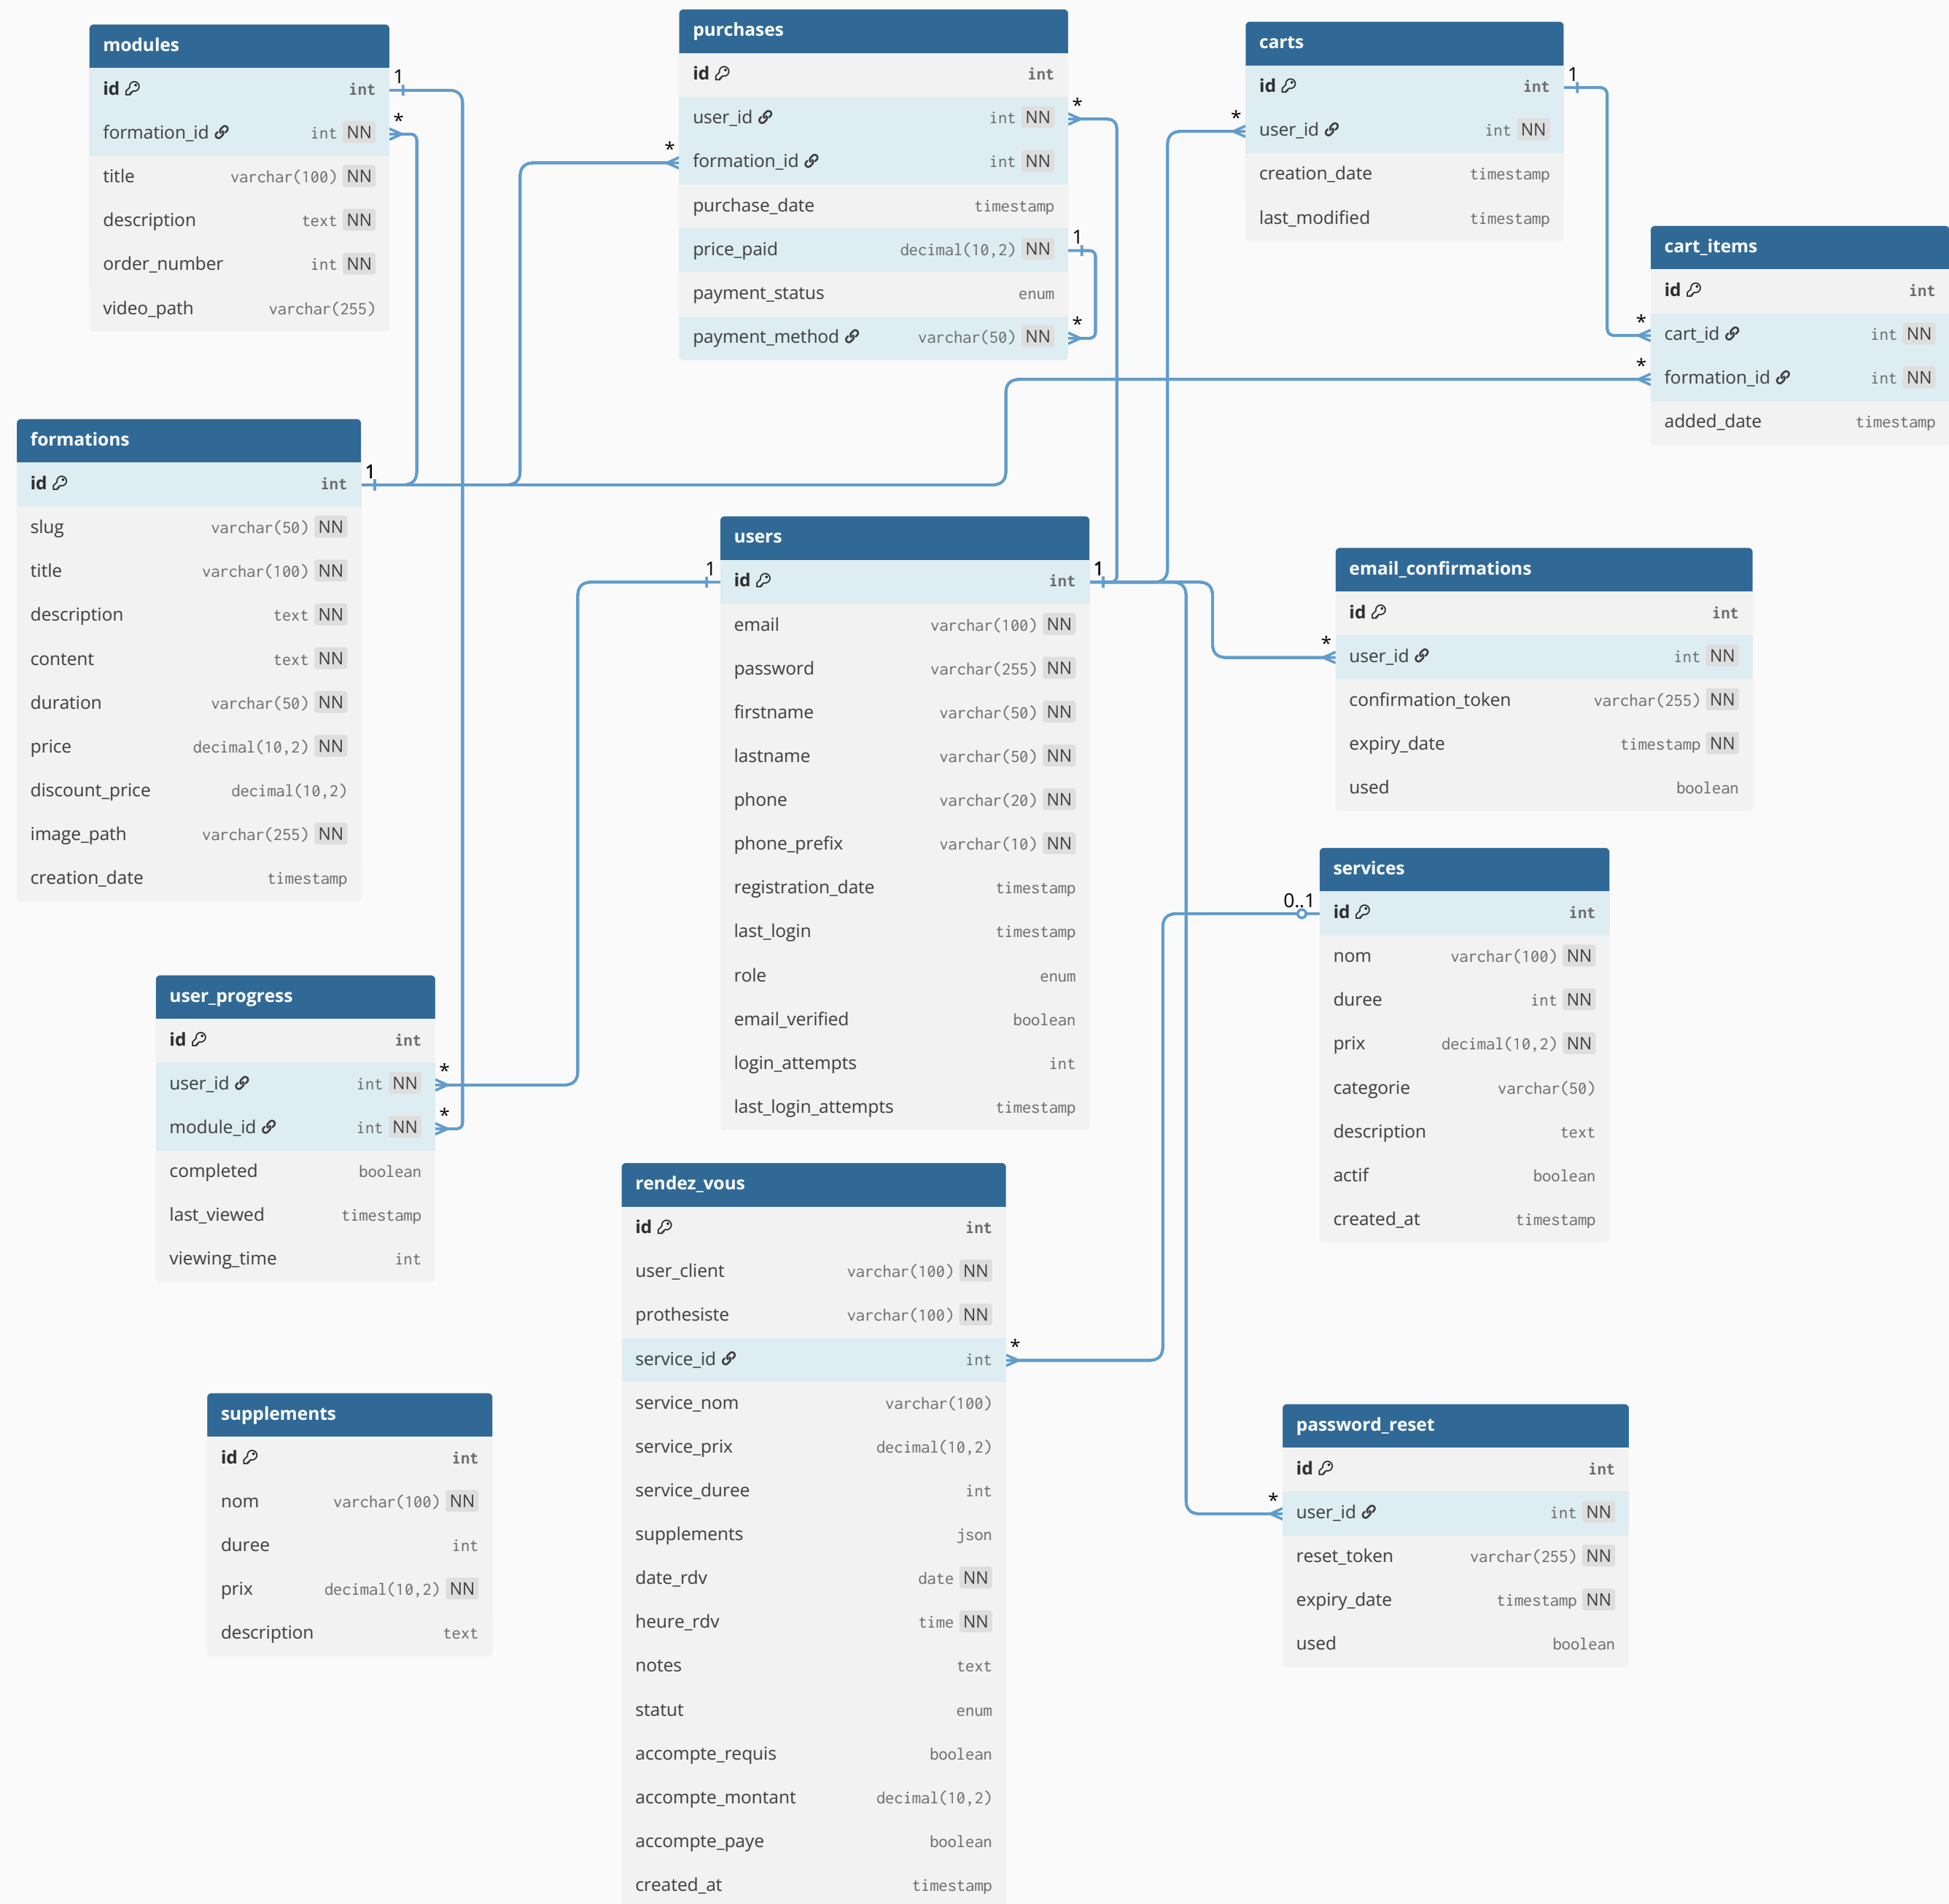 modules
id int
formation_id int NN
title varchar(100) NN
description text NN
order_number int NN
video_path varchar(255)
1
*
purchases
id int
user_id int NN
formation_id int NN
purchase_date timestamp
price_paid decimal(10,2) NN
payment_status enum
payment_method varchar(50) NN
*
*
1
*
carts
id int
user_id int NN
creation_date timestamp
last_modified timestamp
1
*
cart_items
id int
cart_id int NN
formation_id int NN
added_date timestamp
*
*
formations
id int
slug varchar(50) NN
title varchar(100) NN
description text NN
content text NN
duration varchar(50) NN
price decimal(10,2) NN
discount_price decimal(10,2)
image_path varchar(255) NN
creation_date timestamp
1
users
id int
email varchar(100) NN
password varchar(255) NN
firstname varchar(50) NN
lastname varchar(50) NN
phone varchar(20) NN
phone_prefix varchar(10) NN
registration_date timestamp
last_login timestamp
role enum
email_verified boolean
login_attempts int
last_login_attempts timestamp
1
1
email_confirmations
id int
user_id int NN
confirmation_token varchar(255) NN
expiry_date timestamp NN
used boolean
*
services
id int
nom varchar(100) NN
duree int NN
prix decimal(10,2) NN
categorie varchar(50)
description text
actif boolean
created_at timestamp
0..1
user_progress
id int
user_id int NN
module_id int NN
completed boolean
last_viewed timestamp
viewing_time int
*
*
rendez_vous
id int
user_client varchar(100) NN
prothesiste varchar(100) NN
service_id int
service_nom varchar(100)
service_prix decimal(10,2)
service_duree int
supplements json
date_rdv date NN
heure_rdv time NN
notes text
statut enum
accompte_requis boolean
accompte_montant decimal(10,2)
accompte_paye boolean
created_at timestamp
*
supplements
id int
nom varchar(100) NN
duree int
prix decimal(10,2) NN
description text
password_reset
id int
user_id int NN
reset_token varchar(255) NN
expiry_date timestamp NN
used boolean
*